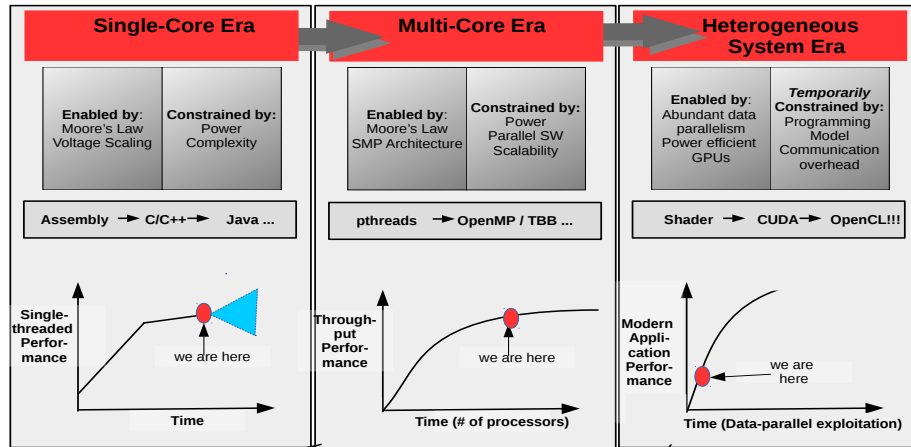 Single-Core Era
Enabled by:
Moore's Law
Voltage Scaling
Constrained by:
Power
Complexity
Assembly C/C++ Java ...
Single-
threaded
Performance
we are here
Time
Multi-Core Era
Enabled by:
Moore's Law
SMP Architecture
Constrained by:
Power
Parallel SW
Scalability
pthreads OpenMP / TBB ...
Through-
put Perfor-
mance
we are here
Time (# of processors)
Heterogeneous
System Era
Enabled by:
Abundant data
parallelism
Power efficient
GPUs
Temporarily
Constrained by:
Programming
Model
Communication
overhead
Shader CUDA OpenCL!!!
Modern
Appli-
cation
Perfor-
mance
we are
here
Time (Data-parallel exploitation)